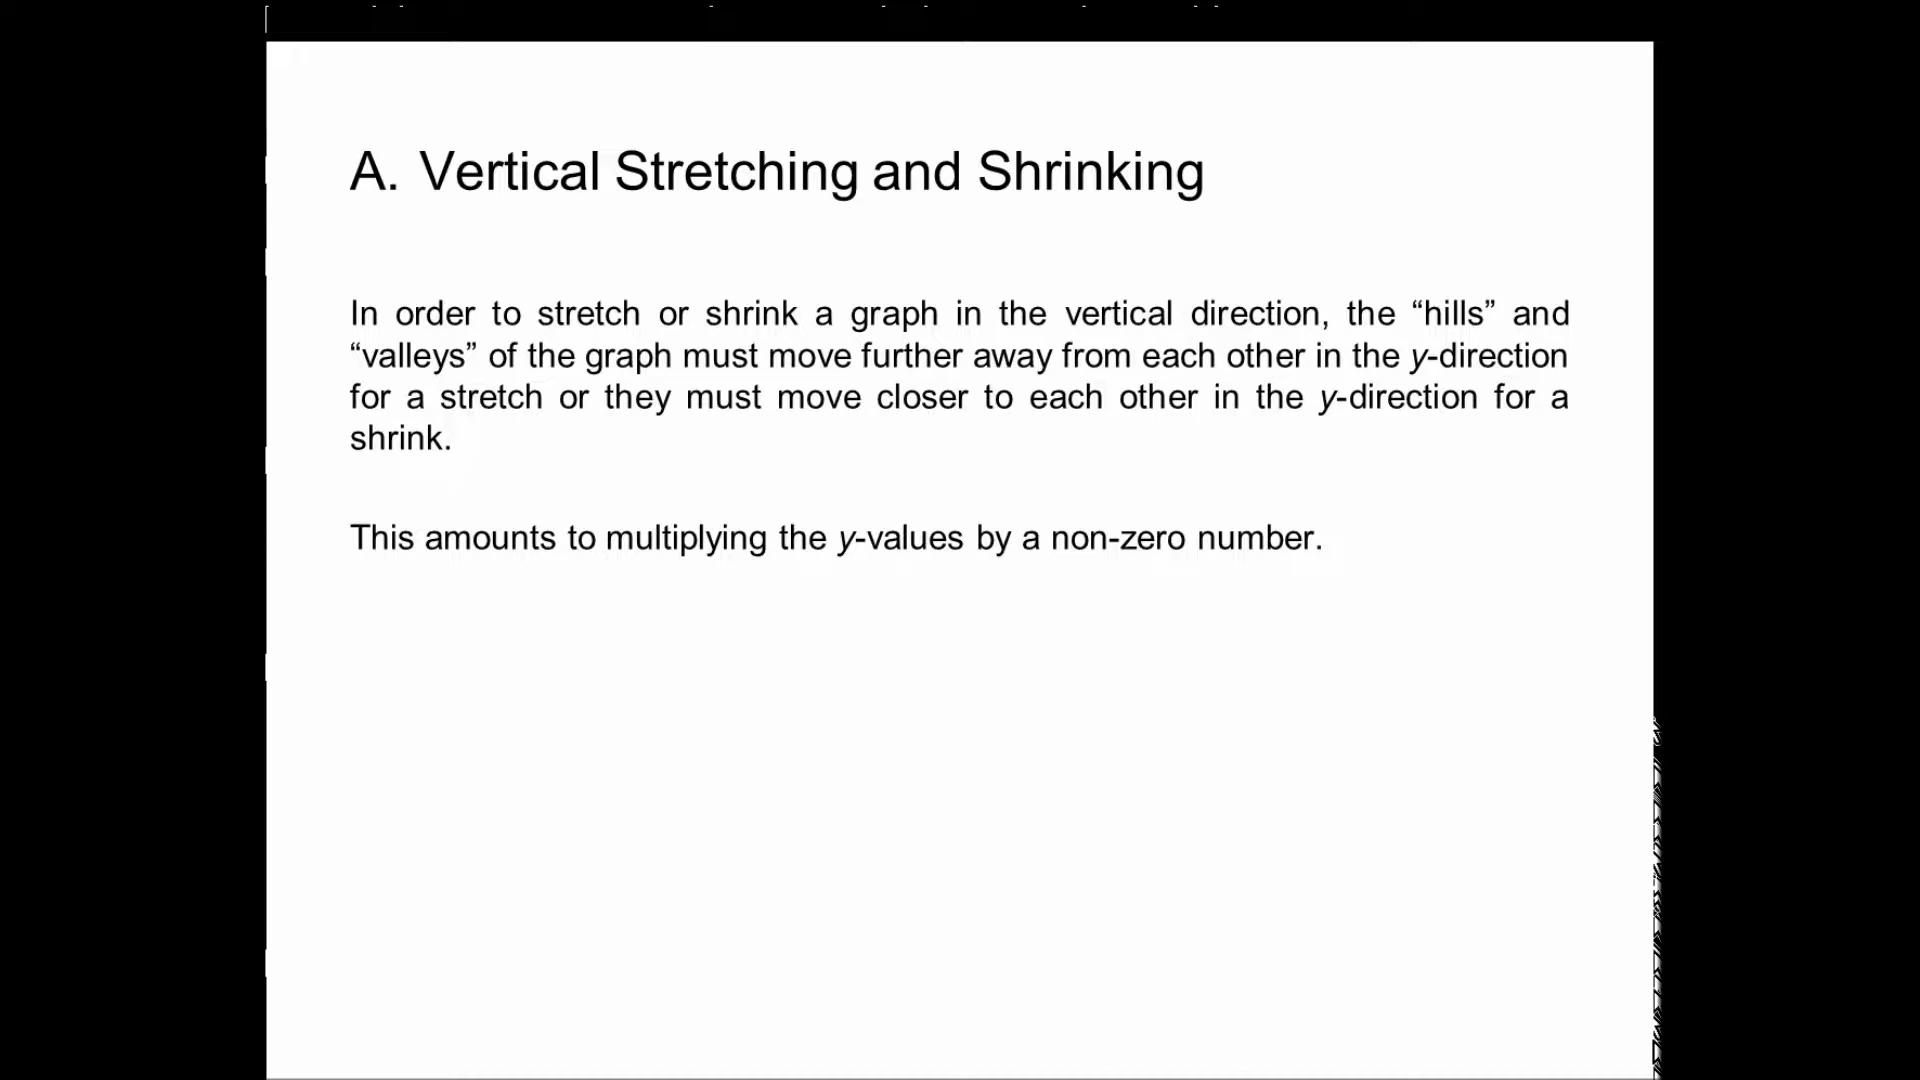 A. Vertical Stretching and Shrinking
In order to stretch or shrink a graph in the vertical direction, the “hills” and
“valleys” of the graph must move further away from each other in the y-direction
for a stretch or they must move closer to each other in the y-direction for a
shrink.
This amounts to multiplying the y-values by a non-zero number.